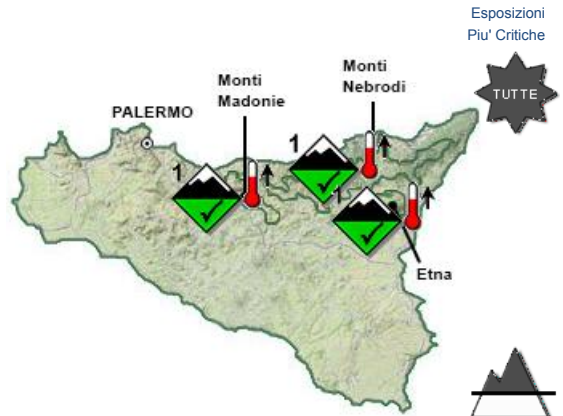 Esposizioni
Piu' Critiche
TUTTE
Monti
Nebrodi
Monti
Madonie
PALERMO
1
1
1
Etna